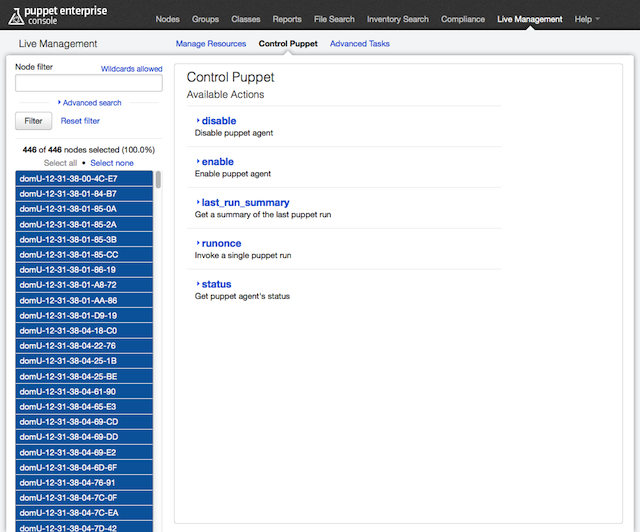 puppet enterprise
console
Nodes Groups Classes Reports File Search Inventory Search Compliance Live Management Help
Live Management
Manage Resources Control Puppet Advanced Tasks
Node filter
Wildcards allowed
Advanced search
Filter Reset filter
446 of 446 nodes selected (100.0%)
Select all • Select none
domU-12-31-38-00-4C-E7
domU-12-31-38-01-84-B7
domU-12-31-38-01-85-0A
domU-12-31-38-01-85-2A
domU-12-31-38-01-85-3B
domU-12-31-38-01-85-CC
domU-12-31-38-01-86-19
domU-12-31-38-01-A8-72
domU-12-31-38-01-AA-86
domU-12-31-38-01-D9-19
domU-12-31-38-04-18-C0
domU-12-31-38-04-22-76
domU-12-31-38-04-25-1B
domU-12-31-38-04-25-BE
domU-12-31-38-04-61-90
domU-12-31-38-04-65-E3
domU-12-31-38-04-69-CD
domU-12-31-38-04-69-DD
domU-12-31-38-04-69-E2
domU-12-31-38-04-6D-6F
domU-12-31-38-04-76-91
domU-12-31-38-04-7C-0F
domU-12-31-38-04-7C-EA
domU-12-31-38-04-7D-42
Control Puppet
Available Actions
disable
Disable puppet agent
enable
Enable puppet agent
last_run_summary
Get a summary of the last puppet run
runonce
Invoke a single puppet run
status
Get puppet agent's status